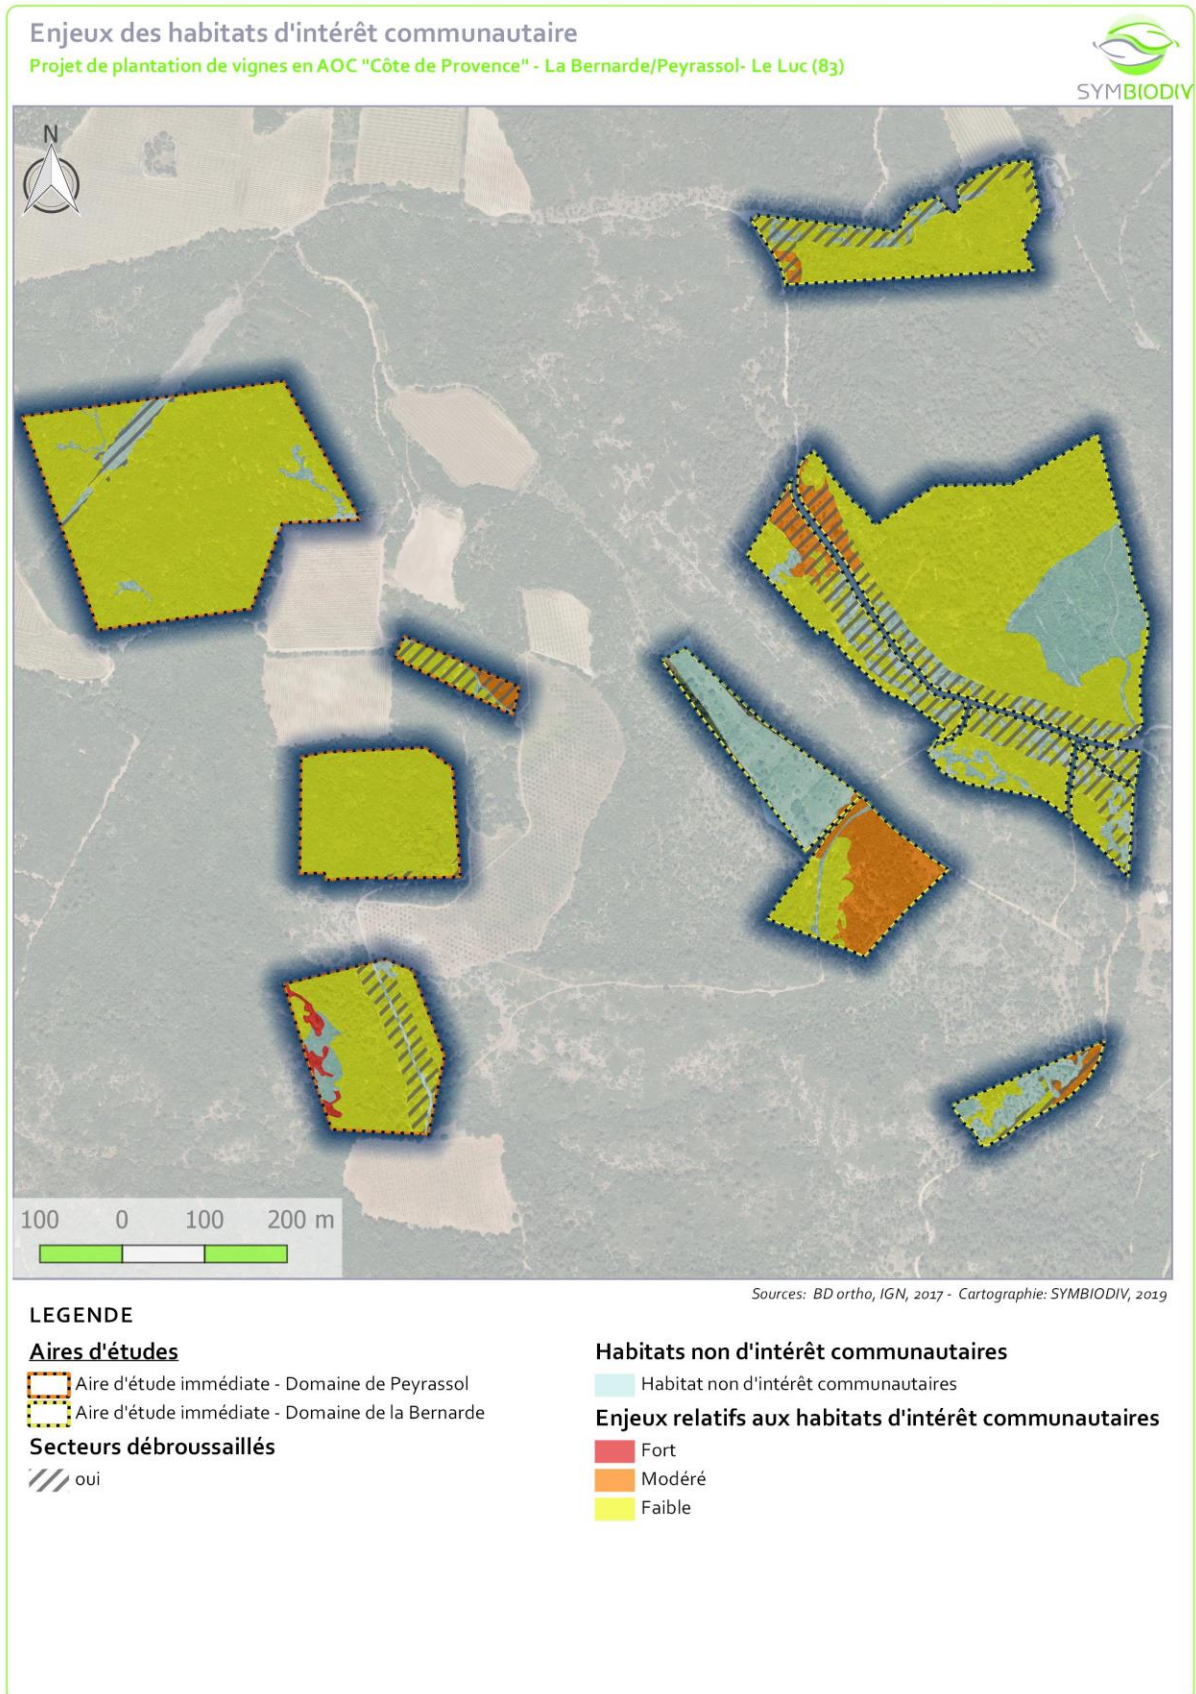 Enjeux des habitats d'intérêt communautaire
Projet de plantation de vignes en AOC "Côte de Provence" - La Bernarde/Peyrassol- Le Luc (83)
SYMBIODIV
N
100 0 100 200 m
Sources: BD ortho, IGN, 2017 - Cartographie: SYMBIODIV, 2019
LEGENDE
Aires d'études
Aire d'étude immédiate - Domaine de Peyrassol
Aire d'étude immédiate - Domaine de la Bernarde
Secteurs débroussaillés
oui
Habitats non d'intérêt communautaires
Habitat non d'intérêt communautaires
Enjeux relatifs aux habitats d'intérêt communautaires
Fort
Modéré
Faible